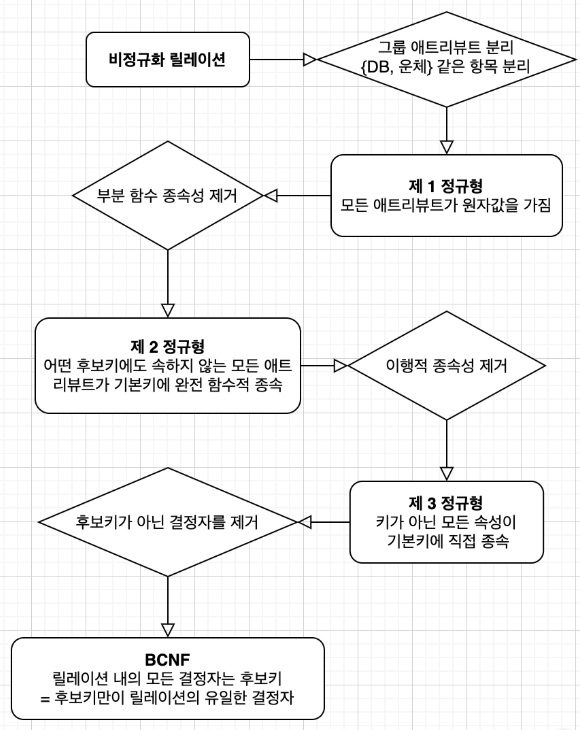 비정규화 릴레이션
그룹 애트리뷰트 분리
{DB, 운체} 같은 항목 분리
제 1 정규형
모든 애트리뷰트가 원자값을 가짐
부분 함수 종속성 제거
제 2 정규형
어떤 후보키에도 속하지 않는 모든 애트
리뷰트가 기본키에 완전 함수적 종속
이행적 종속성 제거
제 3 정규형
키가 아닌 모든 속성이
기본키에 직접 종속
후보키가 아닌 결정자를 제거
BCNF
릴레이션 내의 모든 결정자는 후보키
= 후보키만이 릴레이션의 유일한 결정자